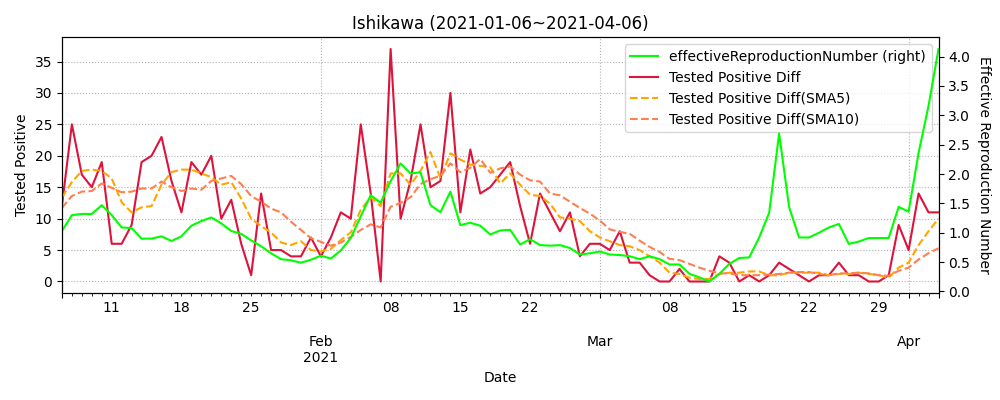 Ishikawa (2021-01-06~2021-04-06)
effectiveReproductionNumber (right)
Tested Positive Diff
Tested Positive Diff(SMA5)
Tested Positive Diff(SMA10)
Tested Positive
35
30
25
20
15
10
5
0
4.0
3.5
3.0
2.5
2.0
1.5
1.0
0.5
0.0
Effective Reproduction Number
11 18 25 08 15 22 08 15 22 29
Feb Mar Apr
2021
Date